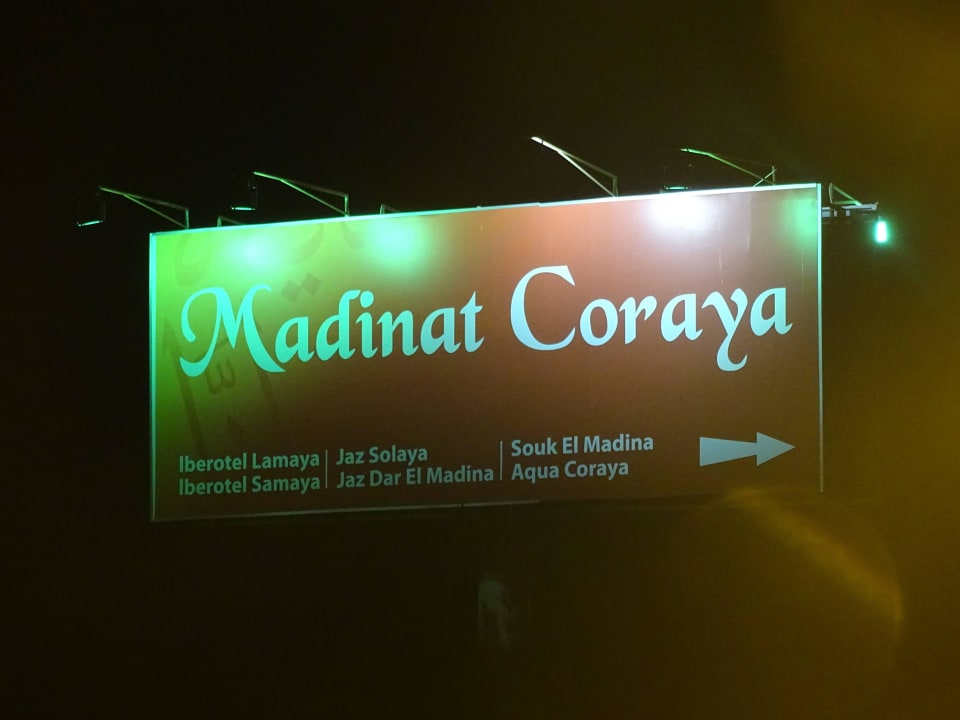 Madinat Coraya
Iberotel Lamaya
Iberotel Samaya
Jaz Solaya
Jaz Dar El Madina
Souk El Madina
Aqua Coraya